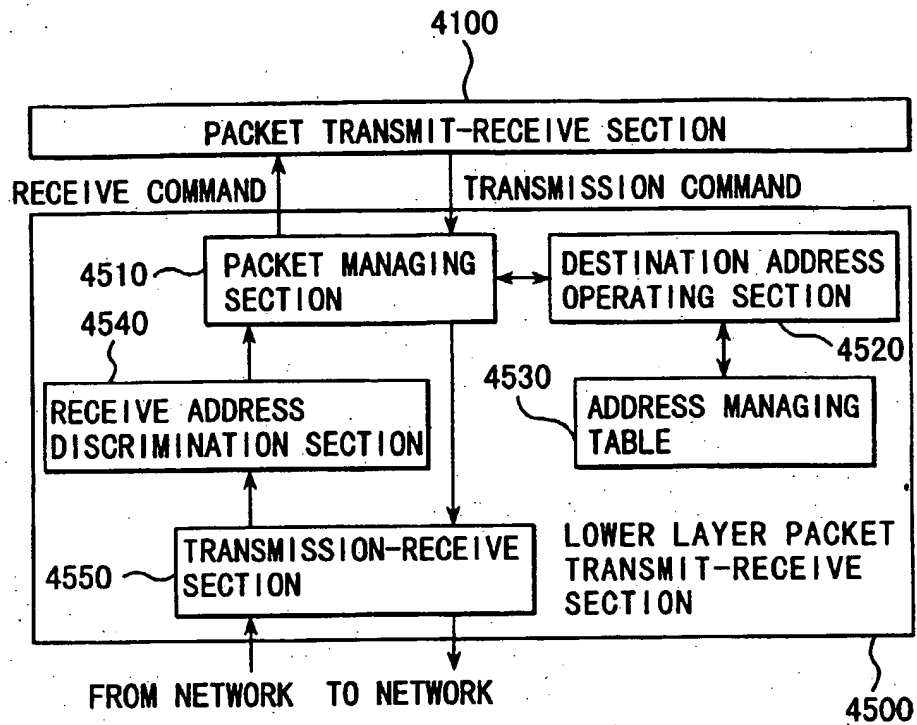 4100
PACKET TRANSMIT-RECEIVE SECTION
RECEIVE COMMAND
TRANSMISSION COMMAND
4510
PACKET MANAGING
SECTION
DESTINATION ADDRESS
OPERATING SECTION
4520
4540
RECEIVE ADDRESS
DISCRIMINATION SECTION
4530
ADDRESS MANAGING
TABLE
4550
TRANSMISSION-RECEIVE
SECTION
LOWER LAYER PACKET
TRANSMIT-RECEIVE
SECTION
FROM NETWORK
TO NETWORK
4500